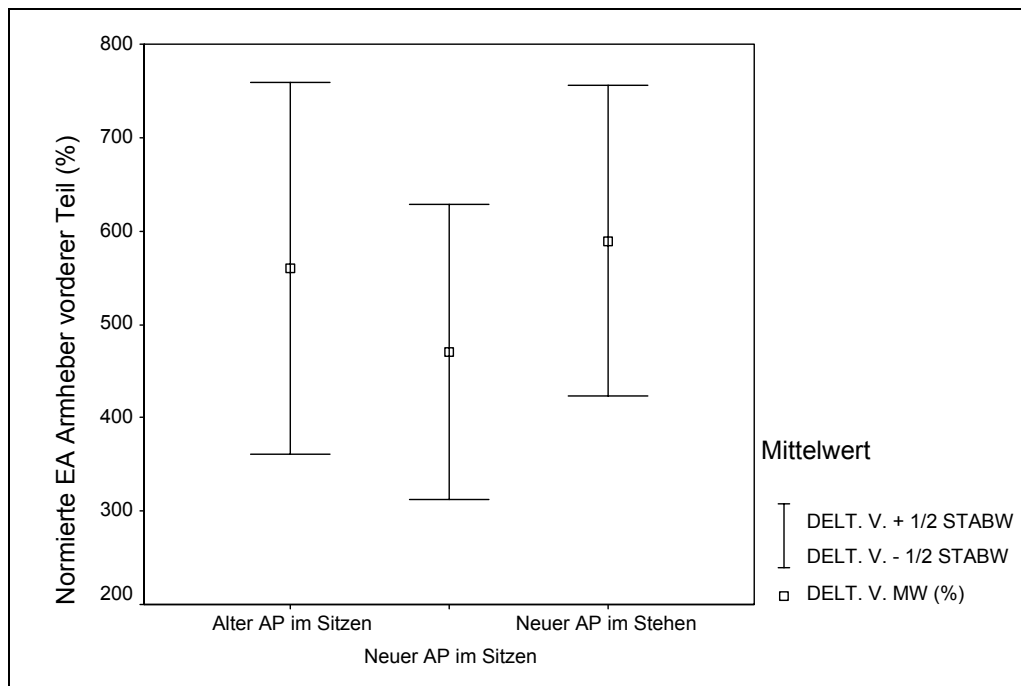 Normierte EA Armheber vorderer Teil (%)
800
700
600
500
400
300
200
Alter AP im Sitzen
Neuer AP im Sitzen
Neuer AP im Stehen
Mittelwert
DELT. V. + 1/2 STABW
DELT. V. - 1/2 STABW
DELT. V. MW (%)